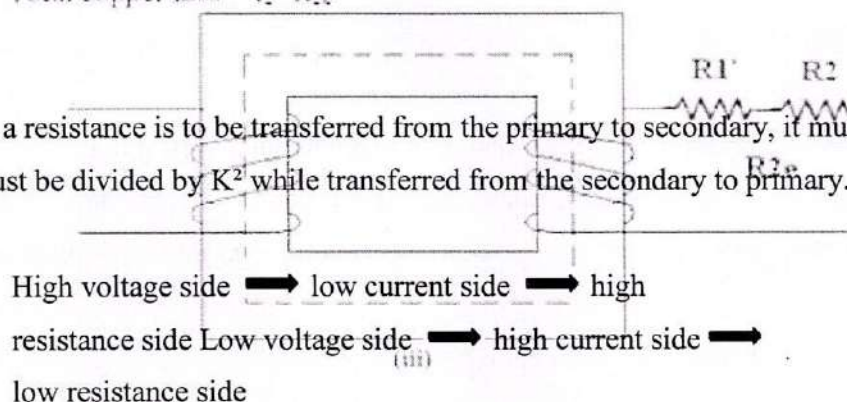 R1' R2
a resistance is to be transferred from the primary to secondary, it mu
ust be divided by K² while transferred from the secondary to primary.
R2e
High voltage side ➡ low current side ➡ high
resistance side Low voltage side ➡ high current side ➡
(iii)
low resistance side